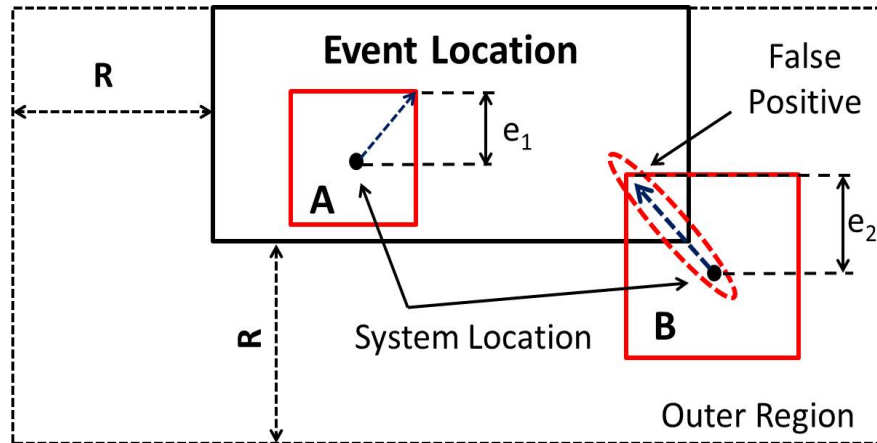 Event Location
False
Positive
R
e₁
A
e₂
R
System Location
B
Outer Region